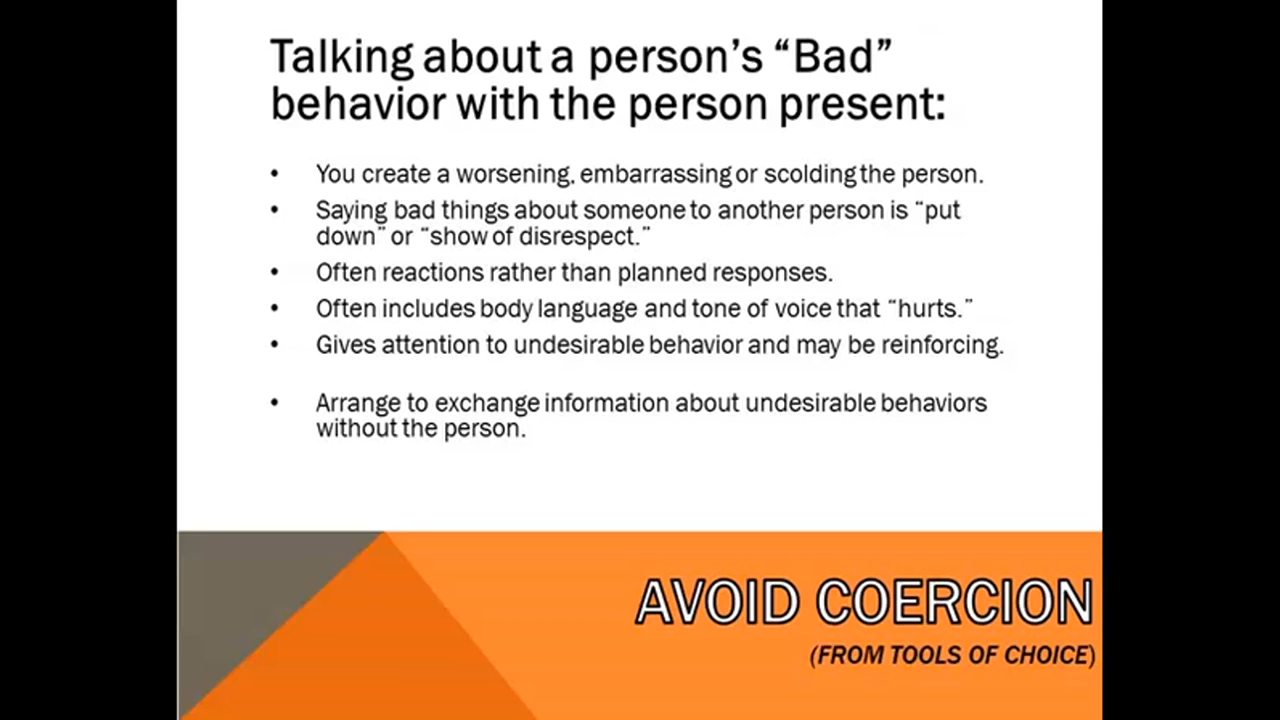 Talking about a person’s “Bad”
behavior with the person present:
• You create a worsening, embarrassing or scolding the person.
• Saying bad things about someone to another person is “put
down” or “show of disrespect.”
• Often reactions rather than planned responses.
• Often includes body language and tone of voice that “hurts.”
• Gives attention to undesirable behavior and may be reinforcing.
• Arrange to exchange information about undesirable behaviors
without the person.
AVOID COERCION
(FROM TOOLS OF CHOICE)